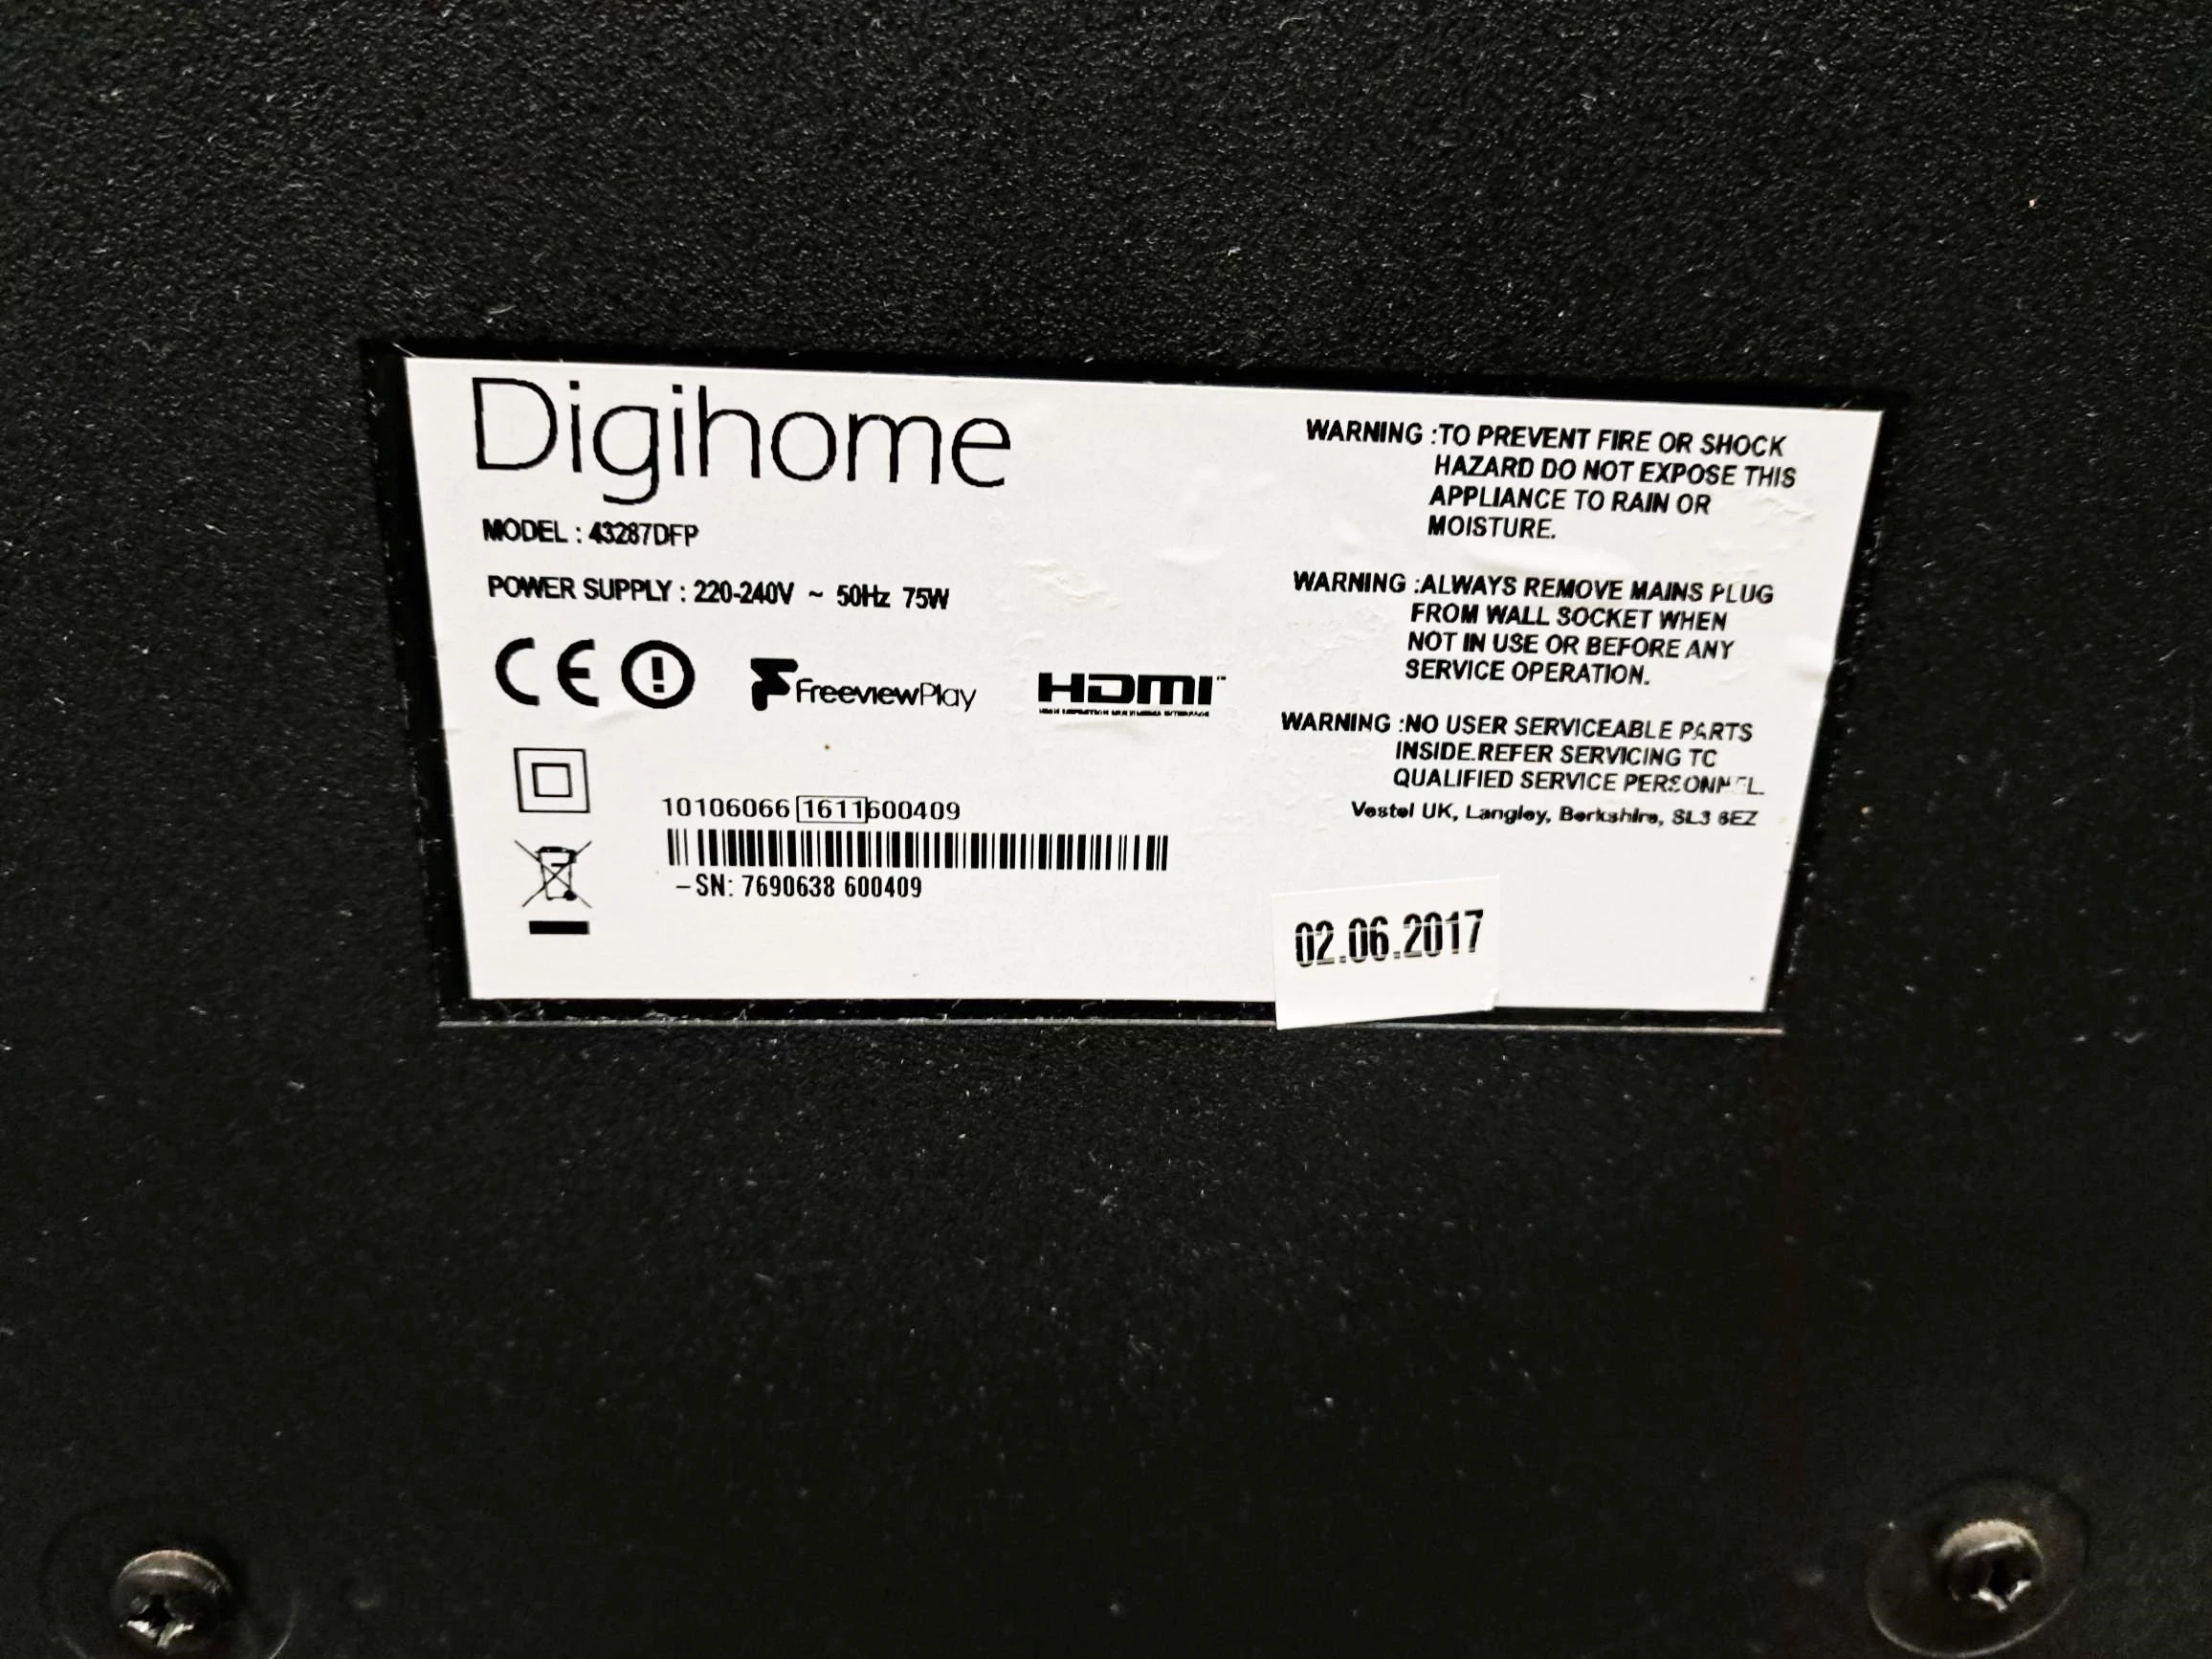 Digihome
MODEL : 43287DFP
POWER SUPPLY : 220-240V ~ 50Hz 75W
CE
FreeviewPlay
HDMI™
10106066 1611600409
–SN: 7690638 600409
WARNING :TO PREVENT FIRE OR SHOCK
HAZARD DO NOT EXPOSE THIS
APPLIANCE TO RAIN OR
MOISTURE.
WARNING :ALWAYS REMOVE MAINS PLUG
FROM WALL SOCKET WHEN
NOT IN USE OR BEFORE ANY
SERVICE OPERATION.
WARNING :NO USER SERVICEABLE PARTS
INSIDE.REFER SERVICING TO
QUALIFIED SERVICE PERSONNEL.
Vestel UK, Langley, Berkshire, SL3 6EZ
02.06.2017